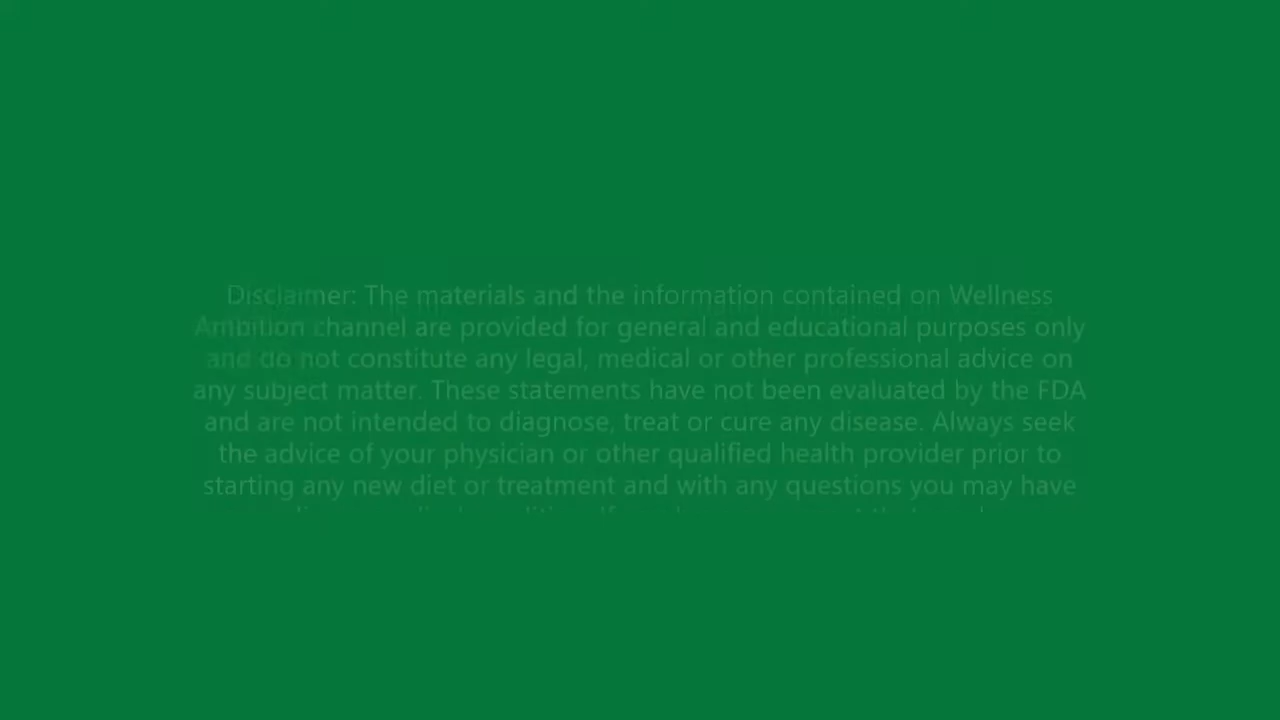 Disclaimer: The materials and the information contained on Wellness
Ambition channel are provided for general and educational purposes only
and do not constitute any legal, medical or other professional advice on
any subject matter. These statements have not been evaluated by the FDA
and are not intended to diagnose, treat or cure any disease. Always seek
the advice of your physician or other qualified health provider prior to
starting any new diet or treatment and with any questions you may have